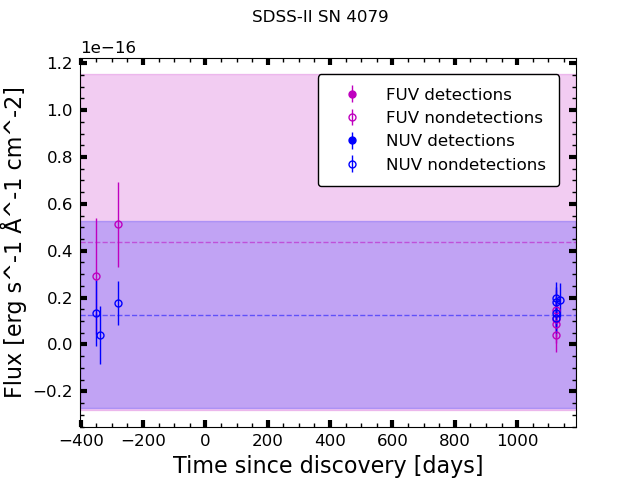 SDSS-II SN 4079
1e−16
Flux [erg s^-1 Å^-1 cm^-2]
1.2
1.0
0.8
0.6
0.4
0.2
0.0
−0.2
FUV detections
FUV nondetections
NUV detections
NUV nondetections
−400 −200 0 200 400 600 800 1000
Time since discovery [days]